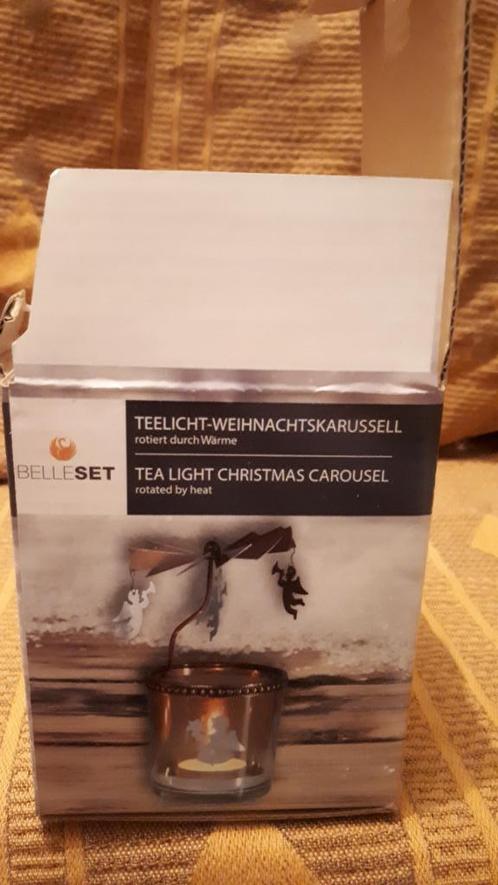 BELLESET
TEELICHT-WEIHNACHTSKARUSSELL
rotiert durch Wärme
TEA LIGHT CHRISTMAS CAROUSEL
rotated by heat